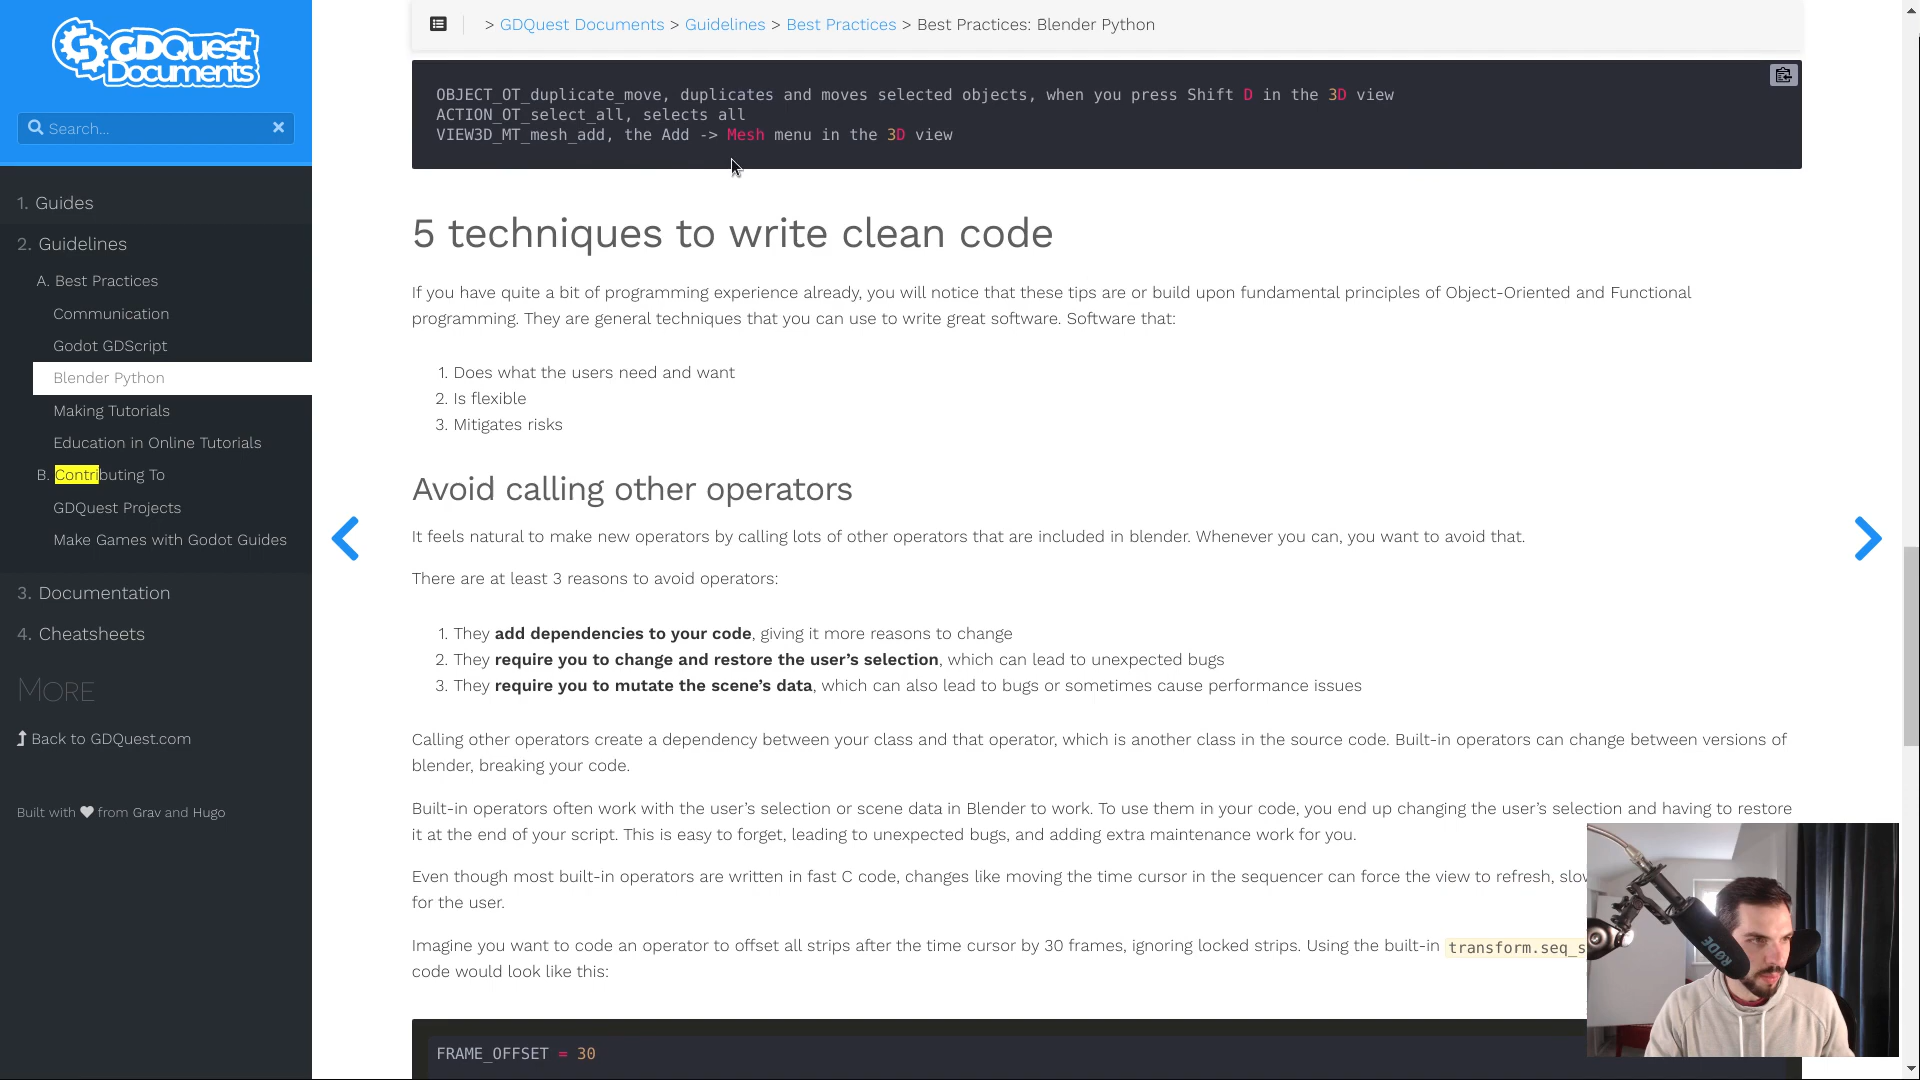 GDQuest
Documents
Search...
1. Guides
2. Guidelines
A. Best Practices
Communication
Godot GDScript
Blender Python
Making Tutorials
Education in Online Tutorials
B. Contributing To
GDQuest Projects
Make Games with Godot Guides
3. Documentation
4. Cheatsheets
MORE
Back to GDQuest.com
Built with from Grav and Hugo
> GDQuest Documents > Guidelines > Best Practices > Best Practices: Blender Python
OBJECT_OT_duplicate_move, duplicates and moves selected objects, when you press Shift D in the 3D view
ACTION_OT_select_all, selects all
VIEW3D_MT_mesh_add, the Add -> Mesh menu in the 3D view
5 techniques to write clean code
If you have quite a bit of programming experience already, you will notice that these tips are or build upon fundamental principles of Object-Oriented and Functional
programming. They are general techniques that you can use to write great software. Software that:
1. Does what the users need and want
2. Is flexible
3. Mitigates risks
Avoid calling other operators
It feels natural to make new operators by calling lots of other operators that are included in blender. Whenever you can, you want to avoid that.
There are at least 3 reasons to avoid operators:
1. They add dependencies to your code, giving it more reasons to change
2. They require you to change and restore the user's selection, which can lead to unexpected bugs
3. They require you to mutate the scene's data, which can also lead to bugs or sometimes cause performance issues
Calling other operators create a dependency between your class and that operator, which is another class in the source code. Built-in operators can change between versions of
blender, breaking your code.
Built-in operators often work with the user's selection or scene data in Blender to work. To use them in your code, you end up changing the user's selection and having to restore
it at the end of your script. This is easy to forget, leading to unexpected bugs, and adding extra maintenance work for you.
Even though most built-in operators are written in fast C code, changes like moving the time cursor in the sequencer can force the view to refresh, slow
for the user.
Imagine you want to code an operator to offset all strips after the time cursor by 30 frames, ignoring locked strips. Using the built-in transform.seq_s
code would look like this:
FRAME_OFFSET = 30
RØDE